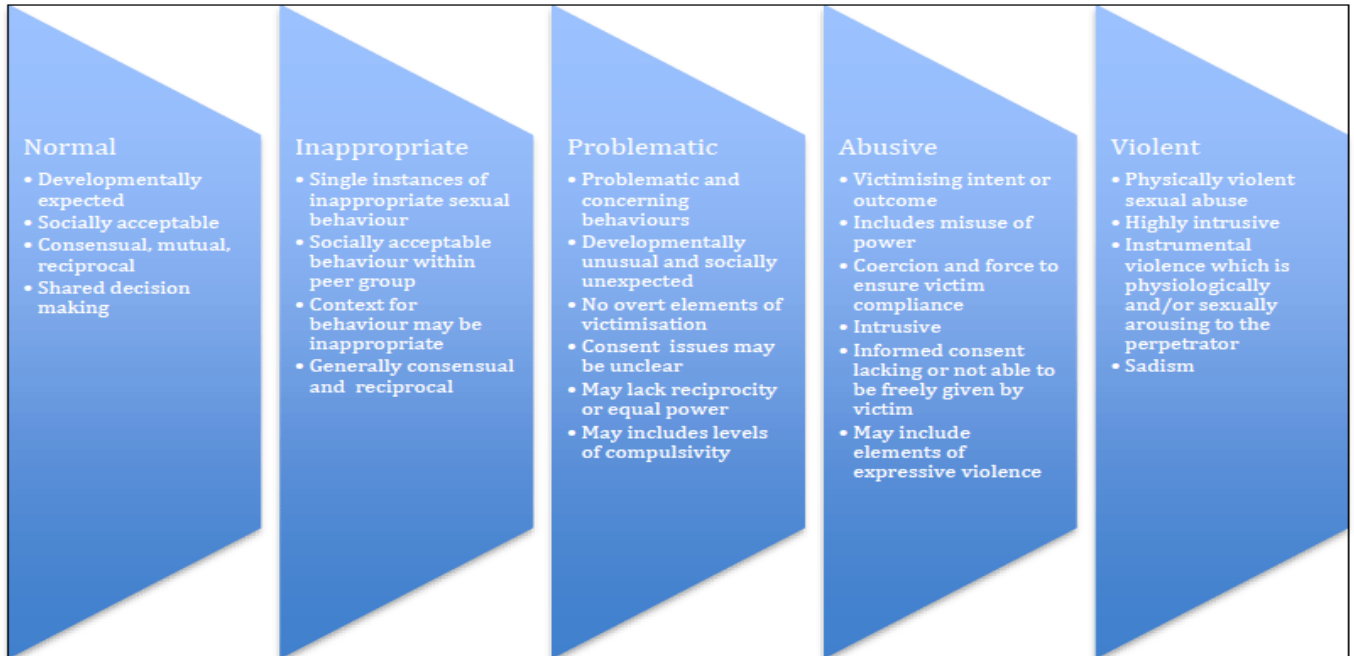 Normal
• Developmentally
expected
• Socially acceptable
• Consensual, mutual,
reciprocal
• Shared decision
making
Inappropriate
• Single instances of
inappropriate sexual
behaviour
• Socially acceptable
behaviour within
peer group
• Context for
behaviour may be
inappropriate
• Generally consensual
and reciprocal
Problematic
• Problematic and
concerning
behaviours
• Developmentally
unusual and socially
unexpected
• No overt elements of
victimisation
• Consent issues may
be unclear
• May lack reciprocity
or equal power
• May includes levels
of compulsivity
Abusive
• Victimising intent or
outcome
• Includes misuse of
power
• Coercion and force to
ensure victim
compliance
• Intrusive
• Informed consent
lacking or not able to
be freely given by
victim
• May include
elements of
expressive violence
Violent
• Physically violent
sexual abuse
• Highly intrusive
• Instrumental
violence which is
physiologically
and/or sexually
arousing to the
perpetrator
• Sadism